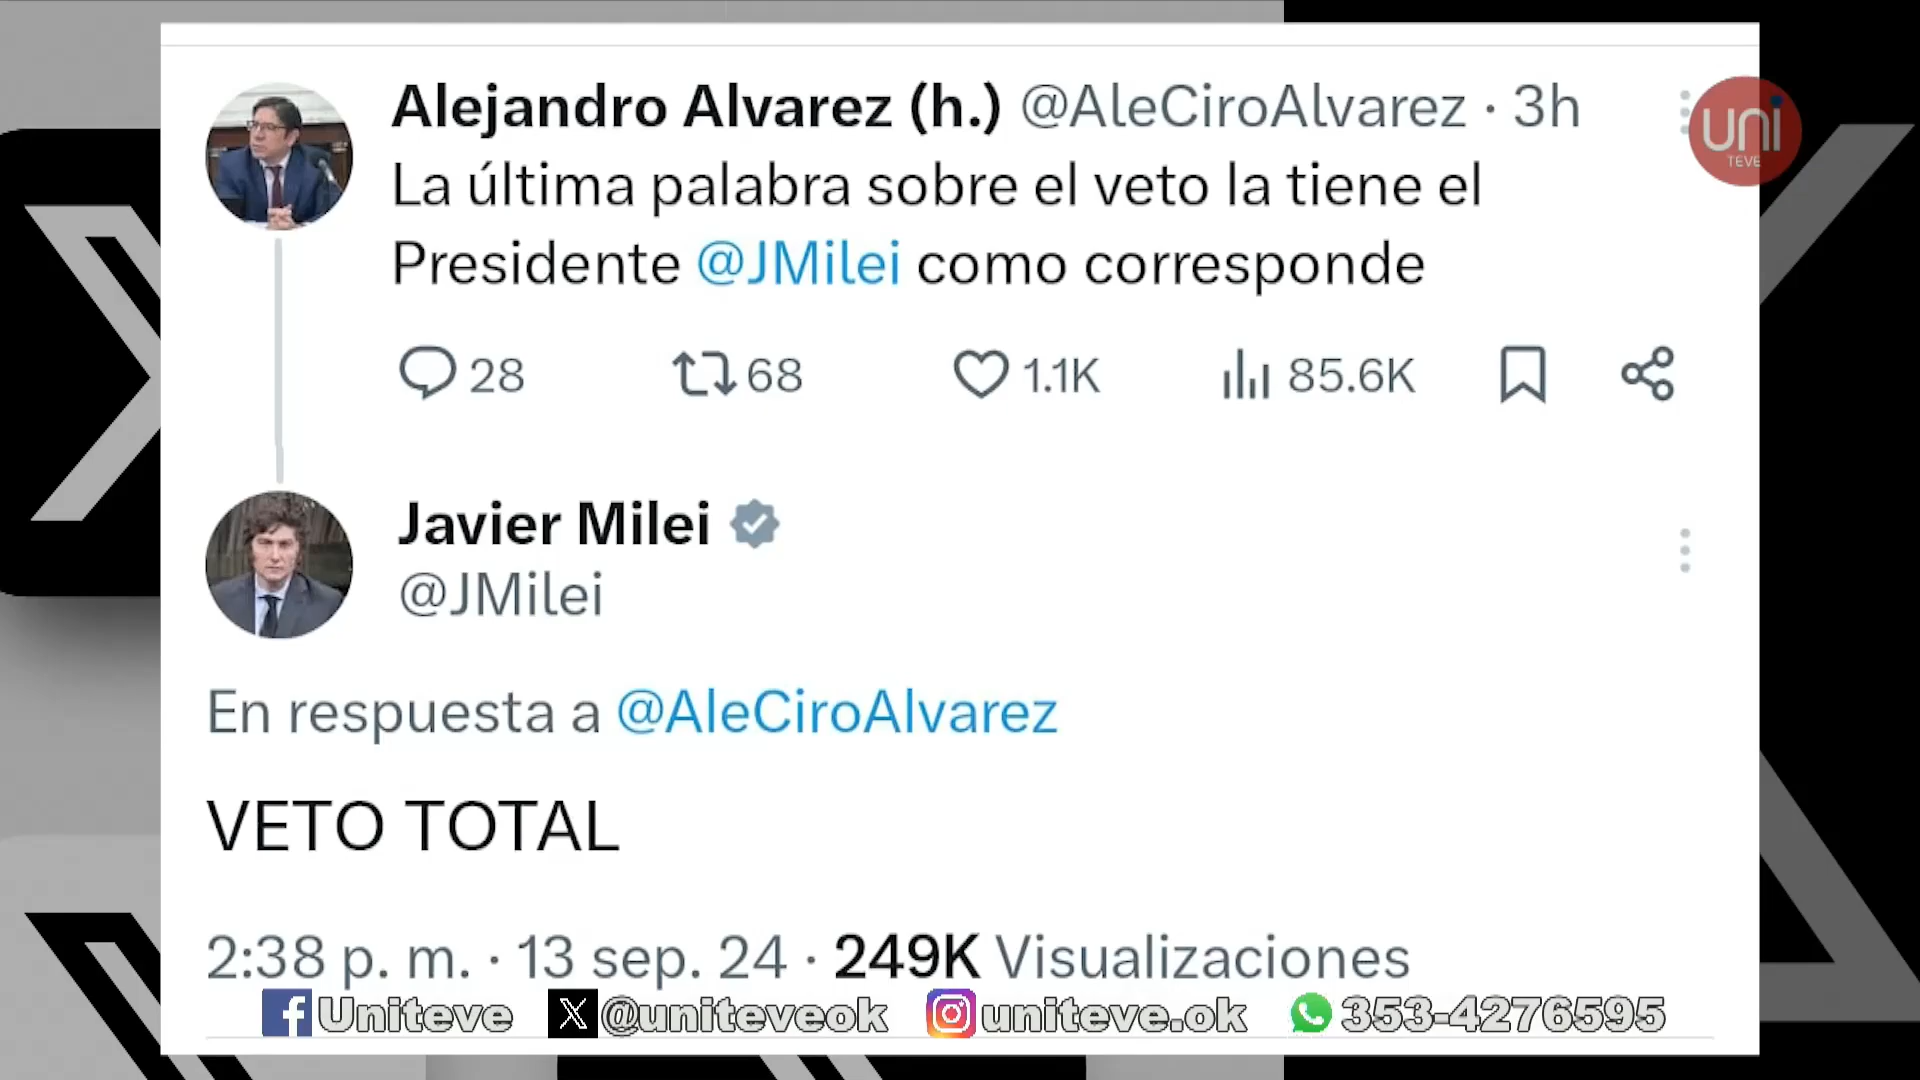 Alejandro Alvarez (h.) @AleCiroAlvarez · 3h
La última palabra sobre el veto la tiene el
Presidente @JMilei como corresponde
28 68 1.1K 85.6K
uni
TEVE
Javier Milei
@JMilei
En respuesta a @AleCiroAlvarez
VETO TOTAL
2:38 p. m. · 13 sep. 24 · 249K Visualizaciones
Uniteve @uniteveok uniteve.ok 353-4276595